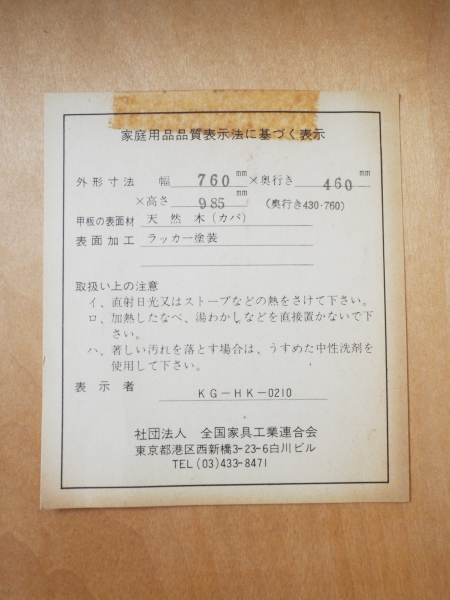 家庭用品品質表示法に基づく表示
外形寸法 幅 760mm×奥行き 460mm
×高さ 985mm (奥行き430・760)
甲板の表面材 天然木(カバ)
表面加工 ラッカー塗装
取扱い上の注意
イ、直射日光又はストーブなどの熱をさけて下さい。
ロ、加熱したなべ、湯わかしなどを直接置かないで下
さい。
ハ、著しい汚れを落とす場合は、うすめた中性洗剤を
使用して下さい。
表示者 KG-HK-0210
社団法人 全国家具工業連合会
東京都港区西新橋3-23-6白川ビル
TEL(03)433-8471